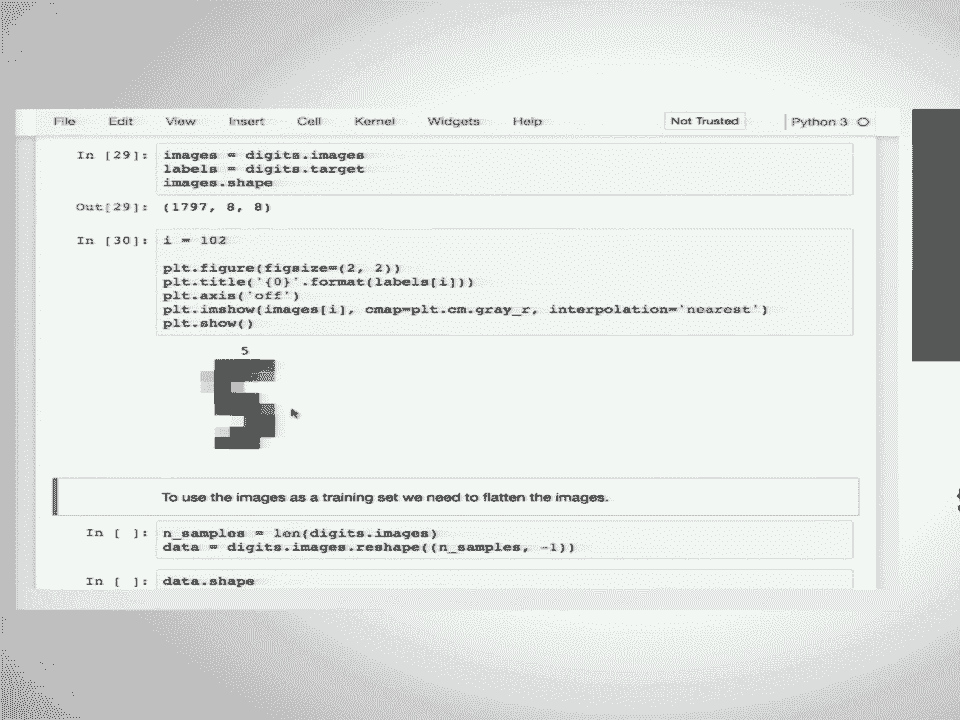 File Edit View Insert Cell Kernel Widgets Help Not Trusted Python 3
In [29]: images = digits.images
labels = digits.target
images.shape
Out[29]: (1797, 8, 8)
In [30]: i = 102
plt.figure(figsize=(2, 2))
plt.title('{0}'.format(labels[i]))
plt.axis('off')
plt.imshow(images[i], cmap=plt.cm.gray_r, interpolation='nearest')
plt.show()
5
To use the images as a training set we need to flatten the images.
In [ ]: n_samples = len(digits.images)
data = digits.images.reshape((n_samples, -1))
In [ ]: data.shape